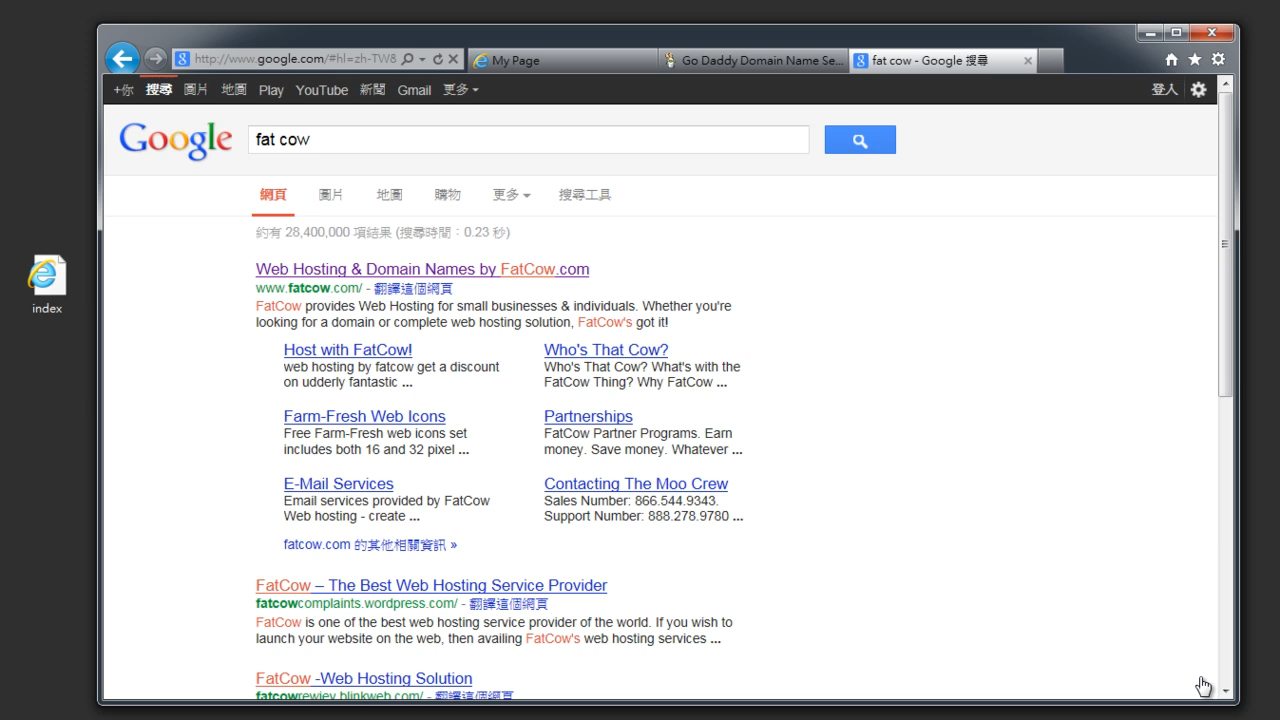 http://www.google.com/#hl=zh-TW8
My Page
Go Daddy Domain Name Se...
fat cow - Google 搜尋
+你 搜尋 圖片 地圖 Play YouTube 新聞 Gmail 更多
登入
Google
fat cow
網頁 圖片 地圖 購物 更多 搜尋工具
約有 28,400,000 項結果 (搜尋時間：0.23 秒)
Web Hosting & Domain Names by FatCow.com
www.fatcow.com/ - 翻譯這個網頁
FatCow provides Web Hosting for small businesses & individuals. Whether you're
looking for a domain or complete web hosting solution, FatCow's got it!
Host with FatCow!
web hosting by fatcow get a discount
on udderly fantastic ...
Who's That Cow?
Who's That Cow? What's with the
FatCow Thing? Why FatCow ...
Farm-Fresh Web Icons
Free Farm-Fresh web icons set
includes both 16 and 32 pixel ...
Partnerships
FatCow Partner Programs. Earn
money. Save money. Whatever ...
E-Mail Services
Email services provided by FatCow
Web hosting - create ...
Contacting The Moo Crew
Sales Number: 866.544.9343.
Support Number: 888.278.9780 ...
fatcow.com 的其他相關資訊 »
FatCow – The Best Web Hosting Service Provider
fatcowcomplaints.wordpress.com/ - 翻譯這個網頁
FatCow is one of the best web hosting service provider of the world. If you wish to
launch your website on the web, then availing FatCow's web hosting services ...
FatCow -Web Hosting Solution
fatcowreview.blinkweb.com/ - 翻譯這個網頁
index